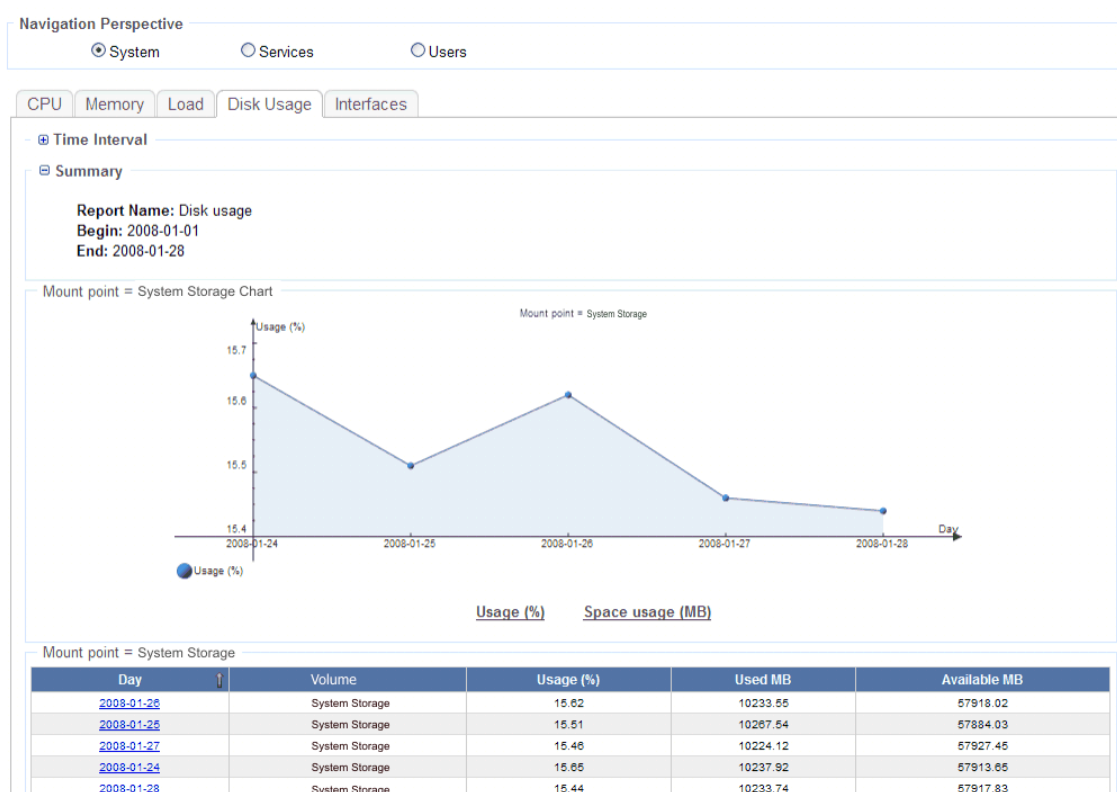 Navigation Perspective
System Services Users
CPU Memory Load Disk Usage Interfaces
Time Interval
Summary
Report Name: Disk usage
Begin: 2008-01-01
End: 2008-01-28
Mount point = System Storage Chart
Mount point = System Storage
Usage (%)
15.7
15.6
15.5
15.4
2008-01-24 2008-01-25 2008-01-26 2008-01-27 2008-01-28
Day
Usage (%)
Usage (%) Space usage (MB)
Mount point = System Storage
Day Volume Usage (%) Used MB Available MB
2008-01-26 System Storage 15.62 10233.55 57918.02
2008-01-25 System Storage 15.51 10267.54 57884.03
2008-01-27 System Storage 15.46 10224.12 57927.45
2008-01-24 System Storage 15.65 10237.92 57913.65
2008-01-28 System Storage 15.44 10233.74 57917.83